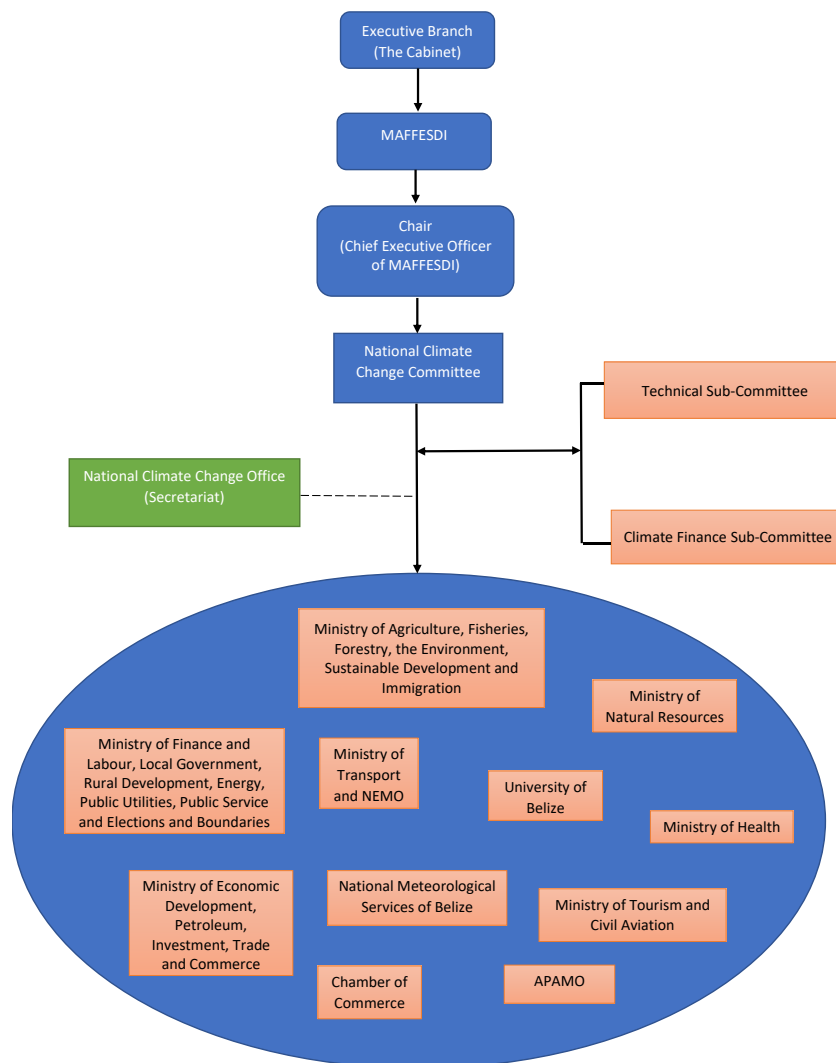 Executive Branch
(The Cabinet)
MAFFESDI
Chair
(Chief Executive Officer
of MAFFESDI)
National Climate
Change Committee
Technical Sub-Committee
National Climate Change Office
(Secretariat)
Climate Finance Sub-Committee
Ministry of Agriculture, Fisheries,
Forestry, the Environment,
Sustainable Development and
Immigration
Ministry of
Natural Resources
Ministry of Finance and
Labour, Local Government,
Rural Development, Energy,
Public Utilities, Public Service
and Elections and Boundaries
Ministry of
Transport
and NEMO
University of
Belize
Ministry of Health
Ministry of Economic
Development,
Petroleum,
Investment, Trade
and Commerce
National Meteorological
Services of Belize
Ministry of Tourism and
Civil Aviation
Chamber of
Commerce
APAMO